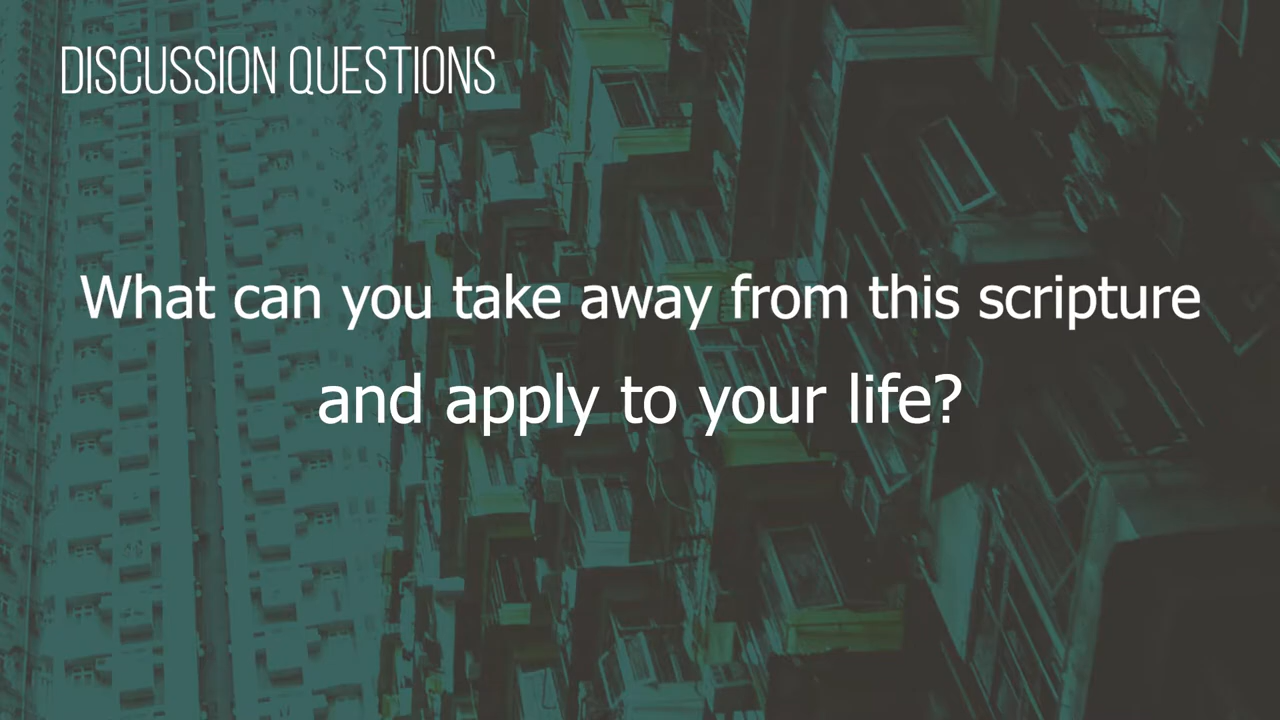 DISCUSSION QUESTIONS
What can you take away from this scripture
and apply to your life?